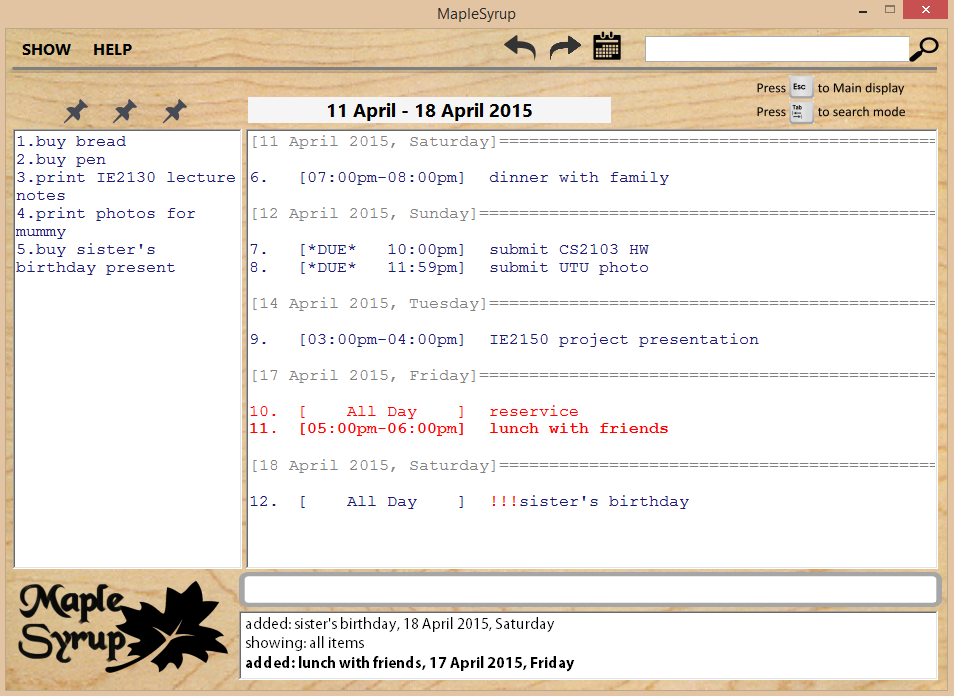 MapleSyrup
SHOW HELP
Press Esc to Main display
Press Tab to search mode
11 April - 18 April 2015
1.buy bread
2.buy pen
3.print IE2130 lecture
notes
4.print photos for
mummy
5.buy sister's
birthday present
[11 April 2015, Saturday]============================================
6. [07:00pm-08:00pm] dinner with family
[12 April 2015, Sunday]==============================================
7. [*DUE* 10:00pm] submit CS2103 HW
8. [*DUE* 11:59pm] submit UTU photo
[14 April 2015, Tuesday]=============================================
9. [03:00pm-04:00pm] IE2150 project presentation
[17 April 2015, Friday]==============================================
10. [ All Day ] reservice
11. [05:00pm-06:00pm] lunch with friends
[18 April 2015, Saturday]============================================
12. [ All Day ] !!!sister's birthday
Maple
Syrup
added: sister's birthday, 18 April 2015, Saturday
showing: all items
added: lunch with friends, 17 April 2015, Friday